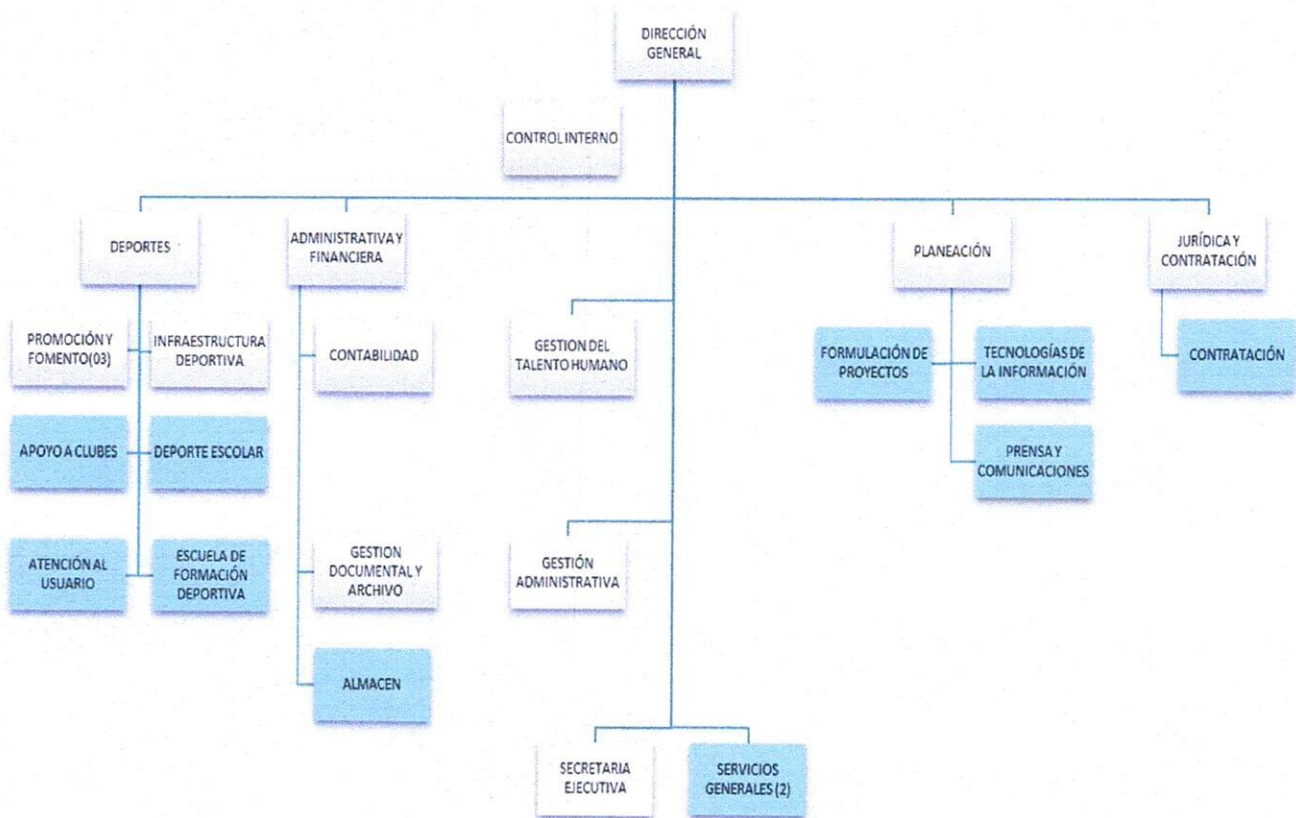 DIRECCIÓN
GENERAL
CONTROL INTERNO
DEPORTES
ADMINISTRATIVA Y
FINANCIERA
PLANEACIÓN
JURÍDICA Y
CONTRATACIÓN
PROMOCIÓN Y
FOMENTO(03)
INFRAESTRUCTURA
DEPORTIVA
CONTABILIDAD
GESTION DEL
TALENTO HUMANO
FORMULACIÓN DE
PROYECTOS
TECNOLOGÍAS DE
LA INFORMACIÓN
CONTRATACIÓN
APOYO A CLUBES
DEPORTE ESCOLAR
PRENSA Y
COMUNICACIONES
ATENCIÓN AL
USUARIO
ESCUELA DE
FORMACIÓN
DEPORTIVA
GESTION
DOCUMENTAL Y
ARCHIVO
GESTIÓN
ADMINISTRATIVA
ALMACEN
SECRETARIA
EJECUTIVA
SERVICIOS
GENERALES (2)